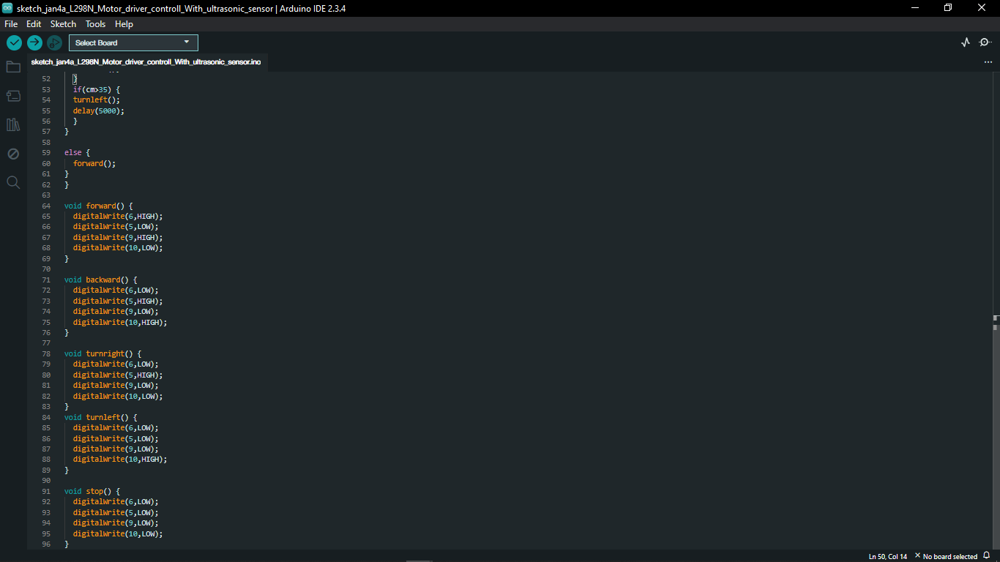 sketch_jan4a_L298N_Motor_driver_controll_With_ultrasonic_sensor | Arduino IDE 2.3.4
File Edit Sketch Tools Help
Select Board
sketch_jan4a_L298N_Motor_driver_controll_With_ultrasonic_sensor.ino
52 }
53 if(cm>35) {
54 turnleft();
55 delay(5000);
56 }
57 }
58
59 else {
60 forward();
61 }
62 }
63
64 void forward() {
65 digitalWrite(6,HIGH);
66 digitalWrite(5,LOW);
67 digitalWrite(9,HIGH);
68 digitalWrite(10,LOW);
69 }
70
71 void backward() {
72 digitalWrite(6,LOW);
73 digitalWrite(5,HIGH);
74 digitalWrite(9,LOW);
75 digitalWrite(10,HIGH);
76 }
77
78 void turnright() {
79 digitalWrite(6,LOW);
80 digitalWrite(5,HIGH);
81 digitalWrite(9,LOW);
82 digitalWrite(10,LOW);
83 }
84 void turnleft() {
85 digitalWrite(6,LOW);
86 digitalWrite(5,LOW);
87 digitalWrite(9,LOW);
88 digitalWrite(10,HIGH);
89 }
90
91 void stop() {
92 digitalWrite(6,LOW);
93 digitalWrite(5,LOW);
94 digitalWrite(9,LOW);
95 digitalWrite(10,LOW);
96 }
Ln 50, Col 14 × No board selected